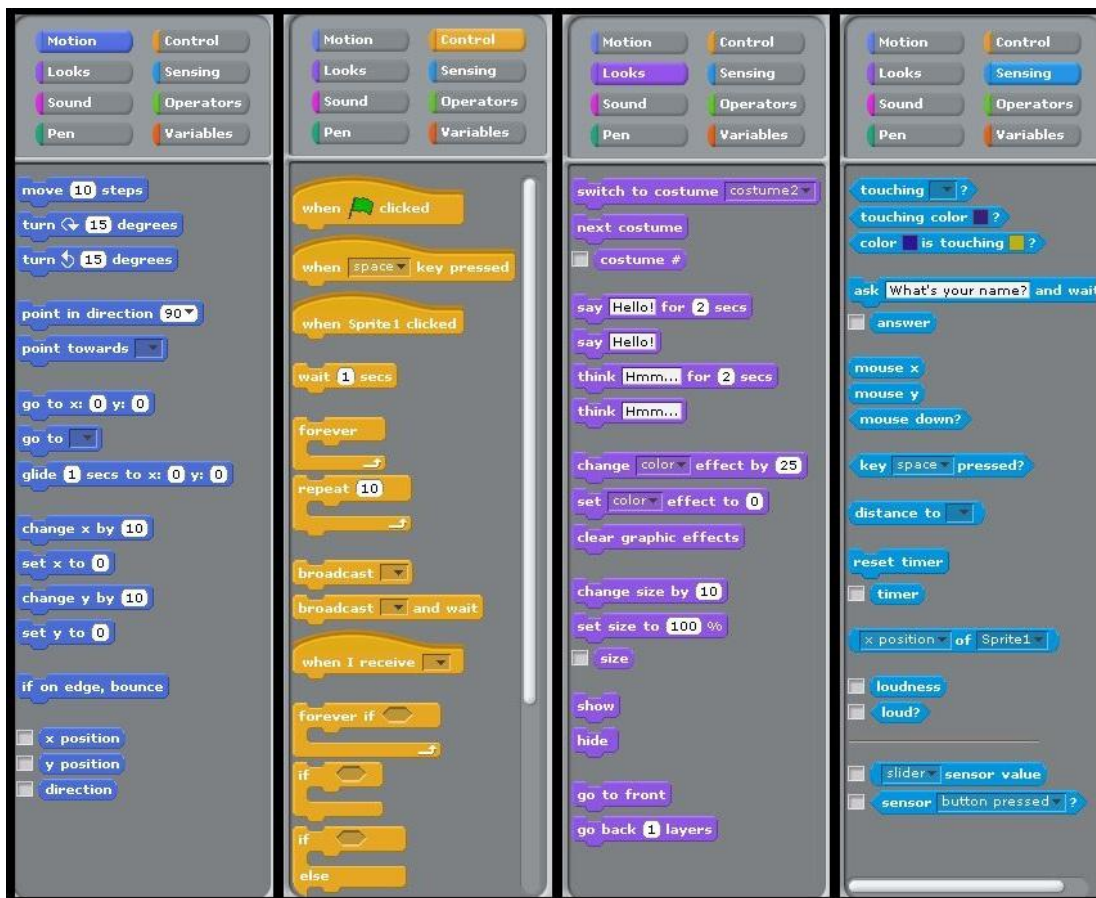 Motion Control
Looks Sensing
Sound Operators
Pen Variables
move 10 steps
turn 15 degrees
turn 15 degrees
point in direction 90
point towards
go to x: 0 y: 0
go to
glide 1 secs to x: 0 y: 0
change x by 10
set x to 0
change y by 10
set y to 0
if on edge, bounce
x position
y position
direction
Motion Control
Looks Sensing
Sound Operators
Pen Variables
when clicked
when space key pressed
when Sprite1 clicked
wait 1 secs
forever
repeat 10
broadcast
broadcast and wait
when I receive
forever if
if
if
else
Motion Control
Looks Sensing
Sound Operators
Pen Variables
switch to costume costume2
next costume
costume #
say Hello! for 2 secs
say Hello!
think Hmm... for 2 secs
think Hmm...
change color effect by 25
set color effect to 0
clear graphic effects
change size by 10
set size to 100 %
size
show
hide
go to front
go back 1 layers
Motion Control
Looks Sensing
Sound Operators
Pen Variables
touching ?
touching color ?
color is touching ?
ask What's your name? and wait
answer
mouse x
mouse y
mouse down?
key space pressed?
distance to
reset timer
timer
x position of Sprite1
loudness
loud?
slider sensor value
sensor button pressed ?